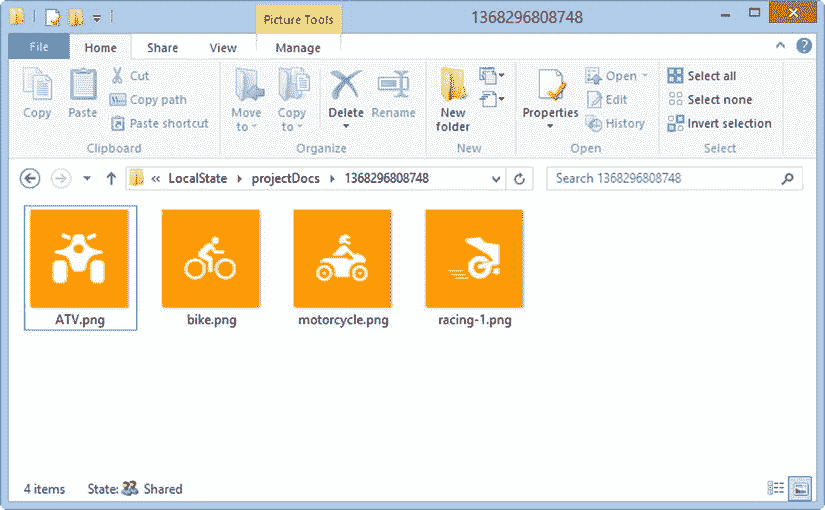 Picture Tools
1368296808748
File Home Share View Manage
Copy
Paste
Cut
Copy path
Paste shortcut
Clipboard
Move to
Copy to
Delete
Rename
Organize
New folder
New
Properties
Open
Edit
History
Open
Select all
Select none
Invert selection
Select
« LocalState projectDocs 1368296808748
Search 1368296808748
ATV.png
bike.png
motorcycle.png
racing-1.png
4 items State: Shared